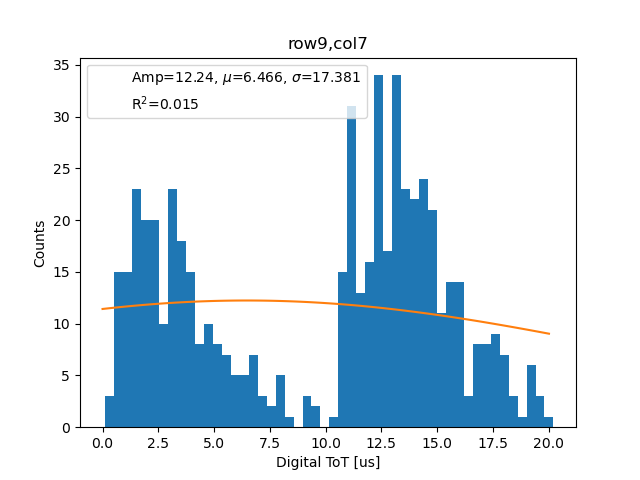 row9,col7
Amp=12.24, μ=6.466, σ=17.381
R²=0.015
35
30
25
20
15
10
5
0
Counts
0.0 2.5 5.0 7.5 10.0 12.5 15.0 17.5 20.0
Digital ToT [us]